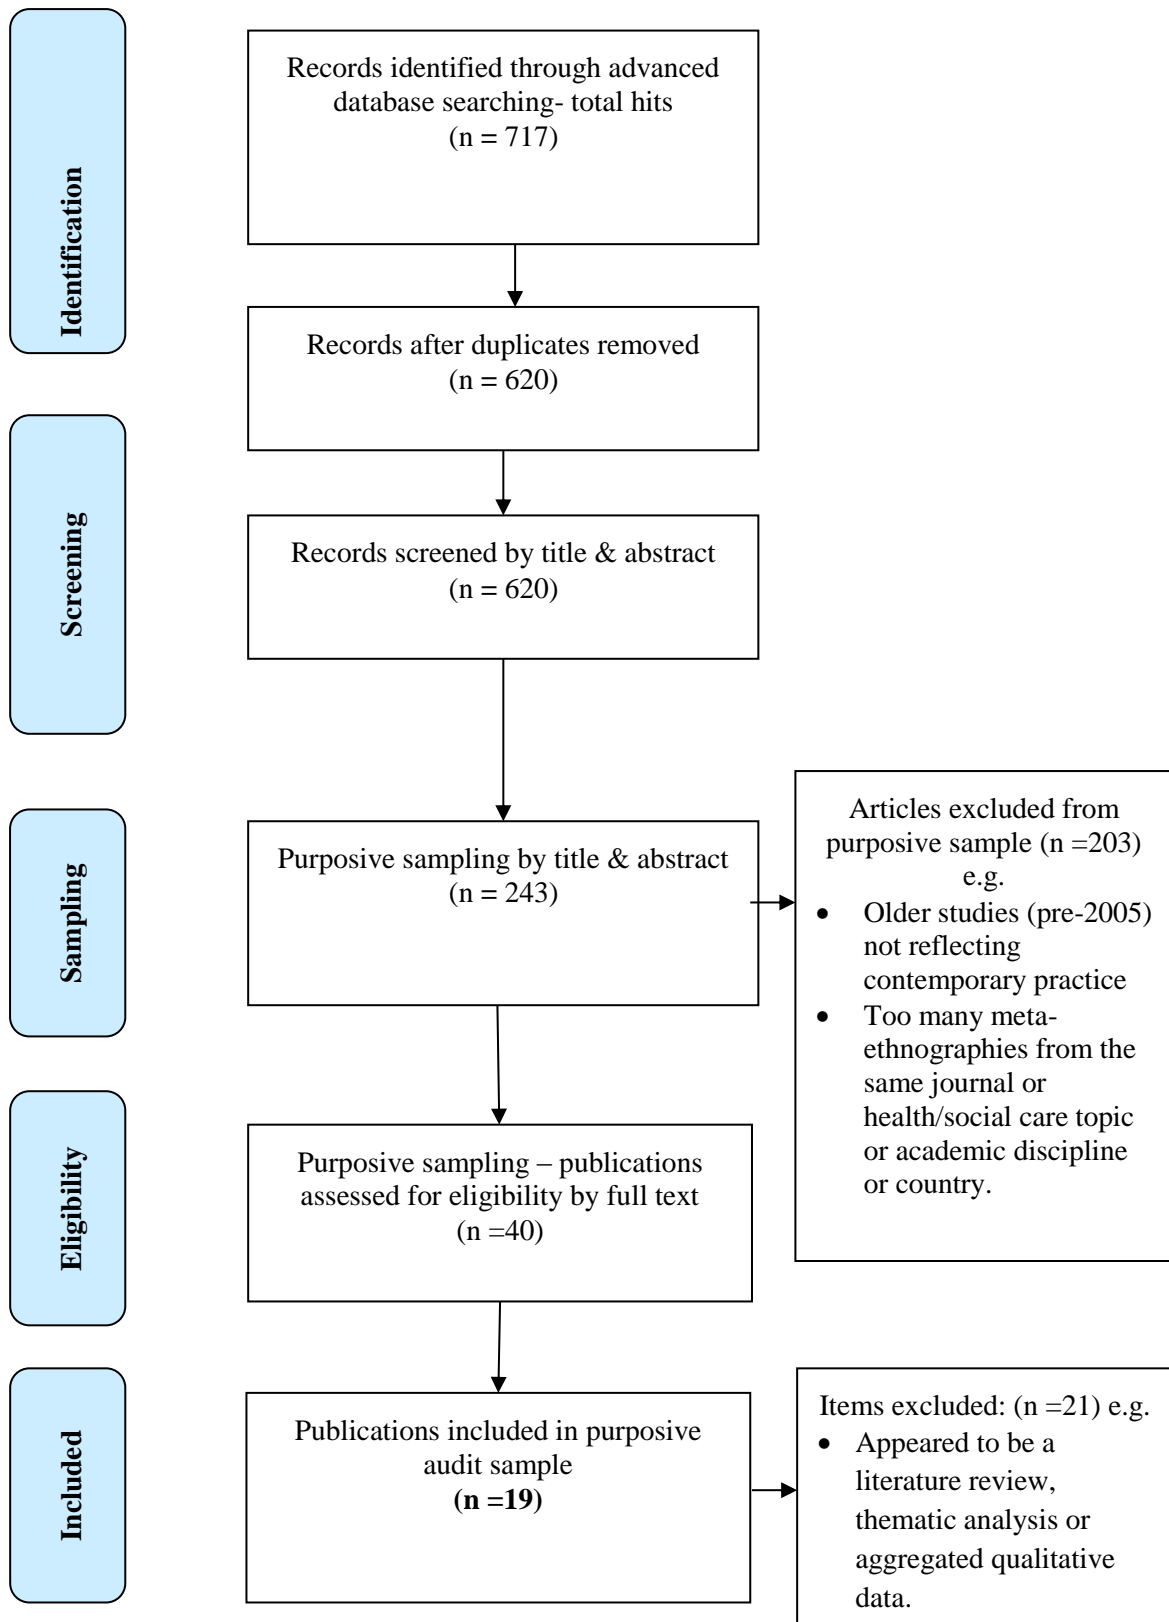 Identification
Records identified through advanced
database searching- total hits
(n = 717)
Records after duplicates removed
(n = 620)
Screening
Records screened by title & abstract
(n = 620)
Sampling
Purposive sampling by title & abstract
(n = 243)
Articles excluded from
purposive sample (n =203)
e.g.
• Older studies (pre-2005)
not reflecting
contemporary practice
• Too many meta-
ethnographies from the
same journal or
health/social care topic
or academic discipline
or country.
Eligibility
Purposive sampling – publications
assessed for eligibility by full text
(n =40)
Included
Publications included in purposive
audit sample
(n =19)
Items excluded: (n =21) e.g.
• Appeared to be a
literature review,
thematic analysis or
aggregated qualitative
data.